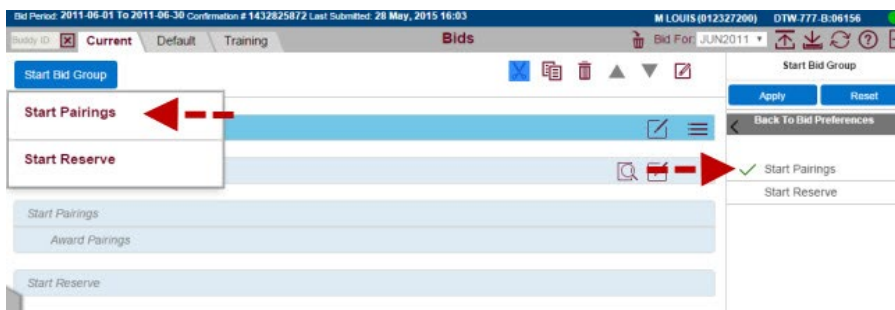 Bid Period: 2011-06-01 To 2011-06-30 Confirmation # 1432825872 Last Submitted: 28 May, 2015 16:03 M LOUIS (012327200) DTW-777-B:06156
Buddy ID Current Default Training Bids Bid For: JUN2011
Start Bid Group
Start Bid Group
Apply Reset
Start Pairings
Back To Bid Preferences
Start Reserve
Start Pairings
Start Reserve
Start Pairings
Award Pairings
Start Reserve